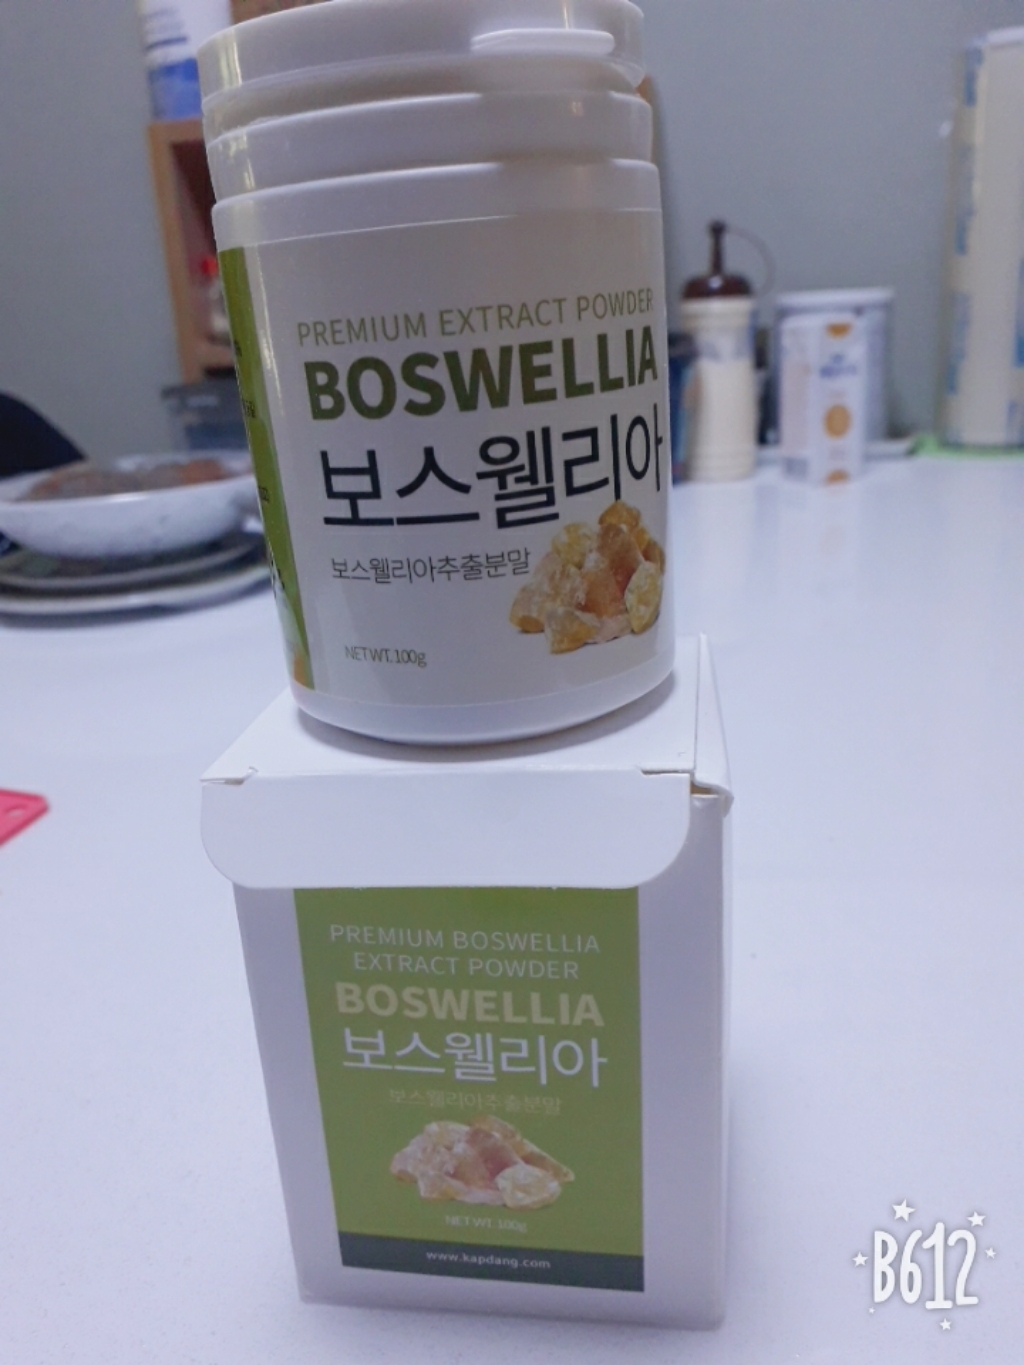 PREMIUM EXTRACT POWDER
BOSWELLIA
보스웰리아
보스웰리아추출분말
NET WT. 100g
PREMIUM BOSWELLIA
EXTRACT POWDER
BOSWELLIA
보스웰리아
보스웰리아추출분말
NET WT. 100g
www.kapdang.com
B612